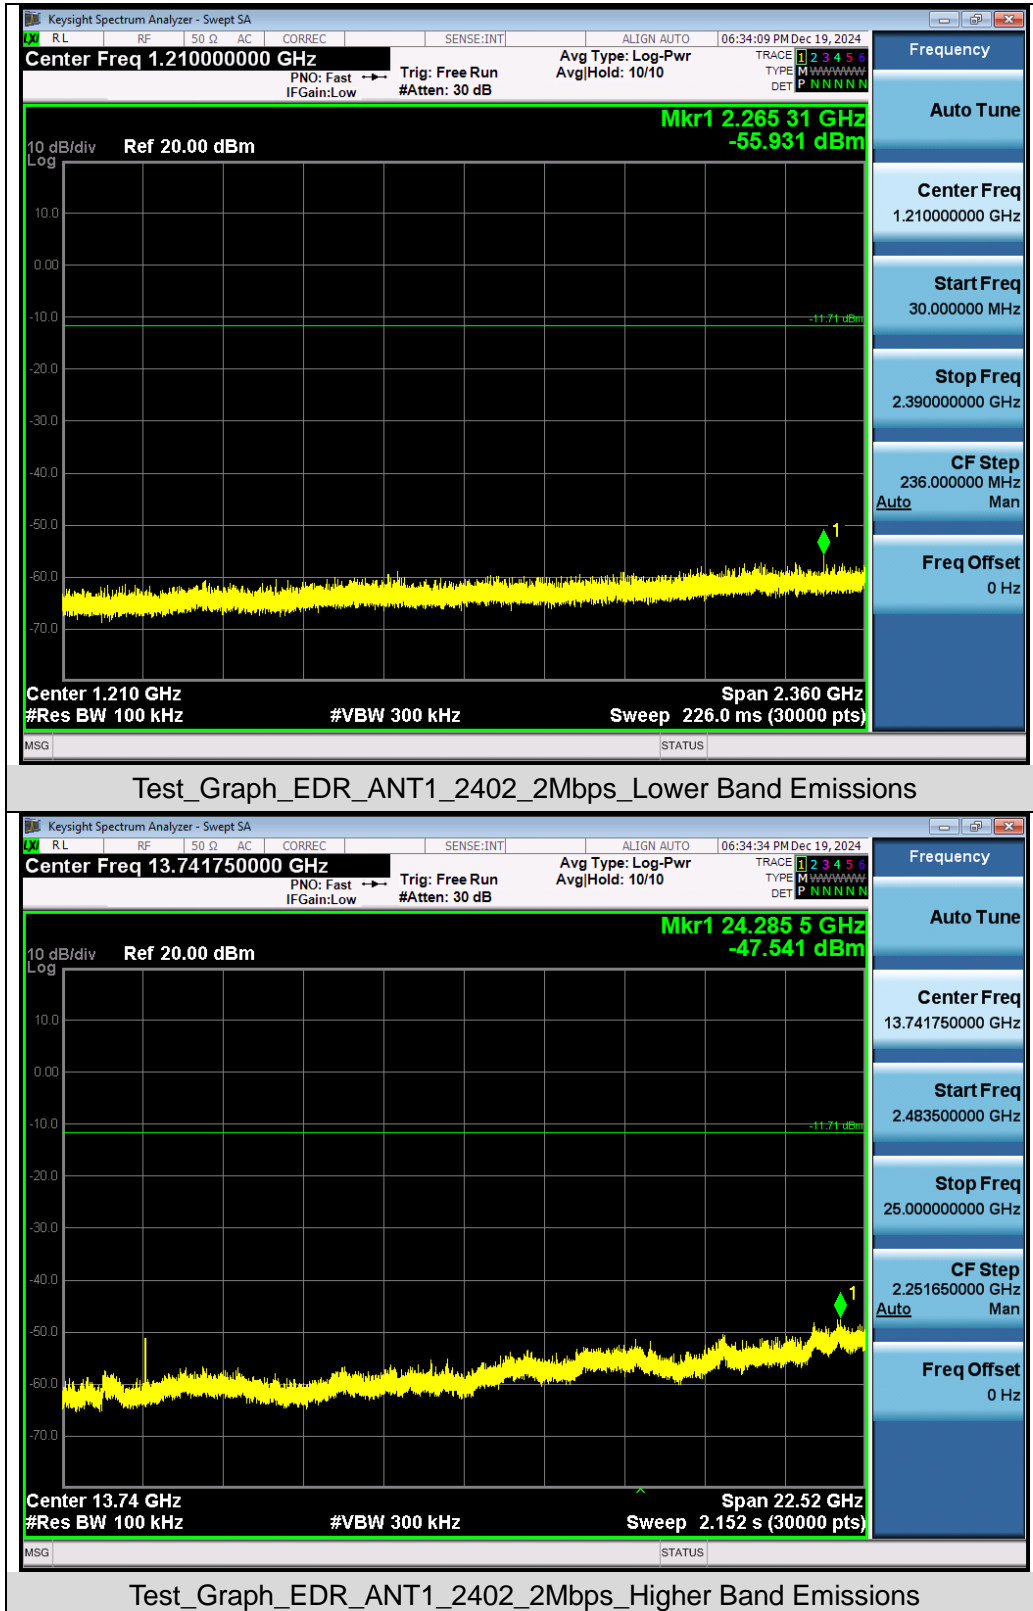 Keysight Spectrum Analyzer - Swept SA
LXI RL RF 50 Ω AC CORREC SENSE:INT ALIGN AUTO 06:34:09 PM Dec 19, 2024
Center Freq 1.210000000 GHz
PNO: Fast
IFGain:Low
Trig: Free Run
#Atten: 30 dB
Avg Type: Log-Pwr
Avg|Hold: 10/10
TRACE 1 2 3 4 5 6
TYPE M WWWWW
DET P N N N N N
Frequency
Auto Tune
Center Freq
1.210000000 GHz
Start Freq
30.000000 MHz
Stop Freq
2.390000000 GHz
CF Step
236.000000 MHz
Auto Man
Freq Offset
0 Hz
Mkr1 2.265 31 GHz
-55.931 dBm
10 dB/div Ref 20.00 dBm
Log
10.0
0.00
-10.0
-11.71 dBm
-20.0
-30.0
-40.0
-50.0
1
-60.0
-70.0
Center 1.210 GHz Span 2.360 GHz
#Res BW 100 kHz #VBW 300 kHz Sweep 226.0 ms (30000 pts)
MSG STATUS
Test_Graph_EDR_ANT1_2402_2Mbps_Lower Band Emissions
Keysight Spectrum Analyzer - Swept SA
LXI RL RF 50 Ω AC CORREC SENSE:INT ALIGN AUTO 06:34:34 PM Dec 19, 2024
Center Freq 13.741750000 GHz
PNO: Fast
IFGain:Low
Trig: Free Run
#Atten: 30 dB
Avg Type: Log-Pwr
Avg|Hold: 10/10
TRACE 1 2 3 4 5 6
TYPE M WWWWW
DET P N N N N N
Frequency
Auto Tune
Center Freq
13.741750000 GHz
Start Freq
2.483500000 GHz
Stop Freq
25.000000000 GHz
CF Step
2.251650000 GHz
Auto Man
Freq Offset
0 Hz
Mkr1 24.285 5 GHz
-47.541 dBm
10 dB/div Ref 20.00 dBm
Log
10.0
0.00
-10.0
-11.71 dBm
-20.0
-30.0
-40.0
1
-50.0
-60.0
-70.0
Center 13.74 GHz Span 22.52 GHz
#Res BW 100 kHz #VBW 300 kHz Sweep 2.152 s (30000 pts)
MSG STATUS
Test_Graph_EDR_ANT1_2402_2Mbps_Higher Band Emissions